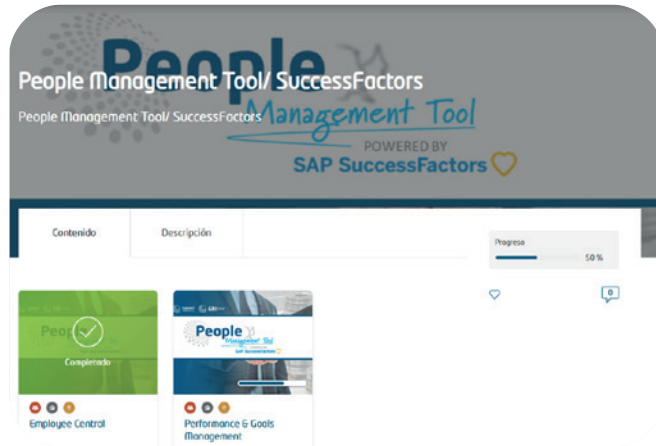 People
People Management Tool/ SuccessFactors
People Management Tool/ SuccessFactors
Management Tool
POWERED BY
SAP SuccessFactors
Contenido
Descripción
Progreso
50 %
0
People
Completado
People
Management Tool
SAP SuccessFactors
Employee Central
Performance & Goals
Management